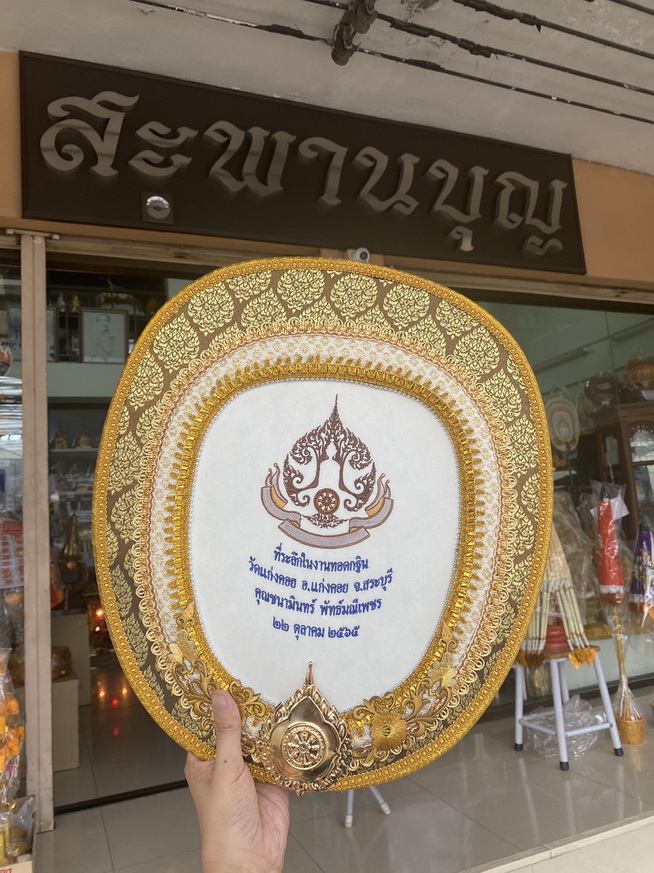 สะพานบุญ
ที่ระลึกในงานทอดกฐิน
วัดแก่งคอย อ.แก่งคอย จ.สระบุรี
คุณชนามินทร์ พัทธ์มณีเพชร
๒๒ ตุลาคม ๒๕๖๕